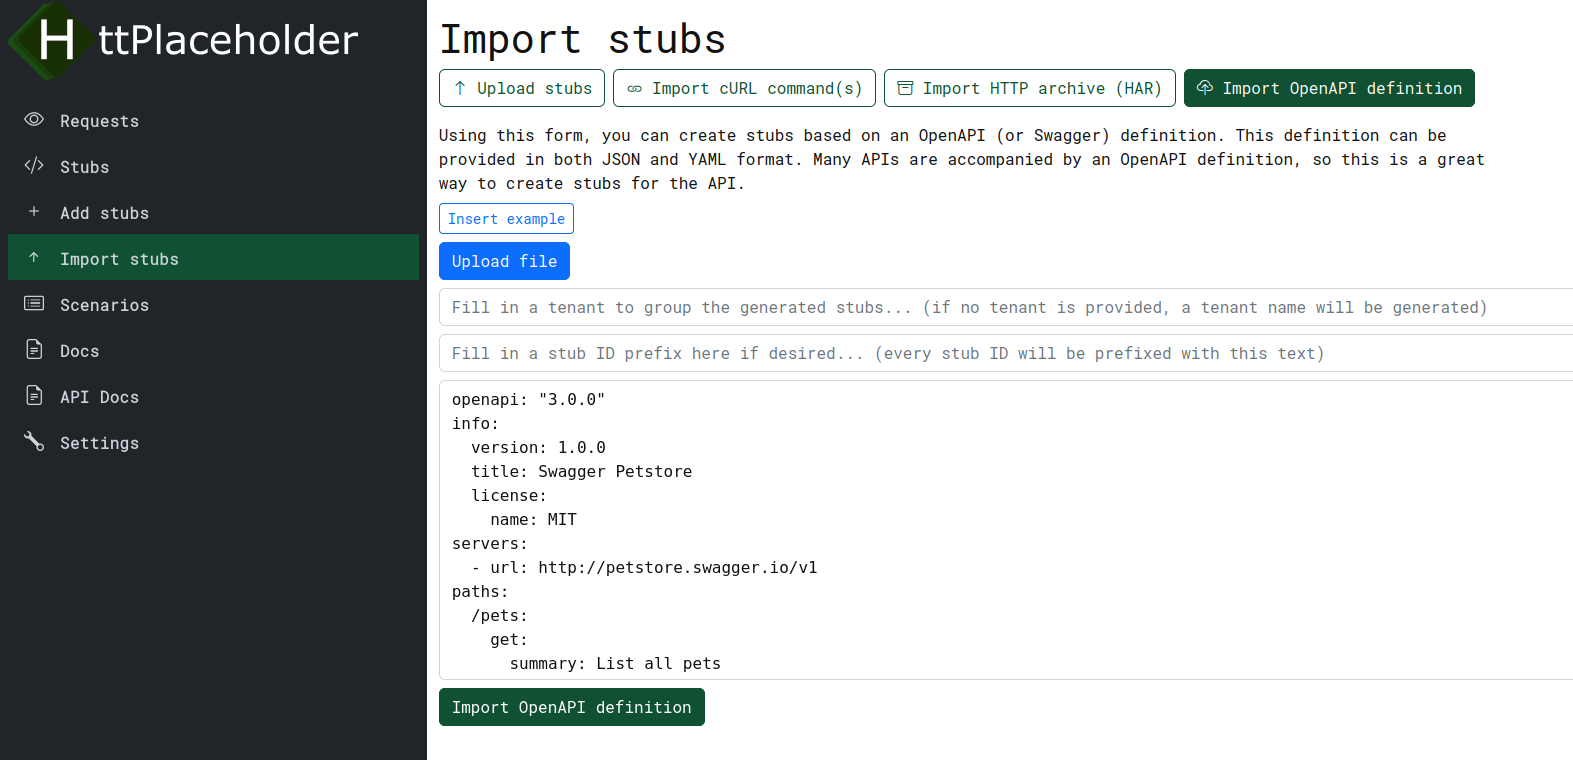 HttPlaceholder
Requests
Stubs
Add stubs
Import stubs
Scenarios
Docs
API Docs
Settings
Import stubs
Upload stubs
Import cURL command(s)
Import HTTP archive (HAR)
Import OpenAPI definition
Using this form, you can create stubs based on an OpenAPI (or Swagger) definition. This definition can be
provided in both JSON and YAML format. Many APIs are accompanied by an OpenAPI definition, so this is a great
way to create stubs for the API.
Insert example
Upload file
Fill in a tenant to group the generated stubs... (if no tenant is provided, a tenant name will be generated)
Fill in a stub ID prefix here if desired... (every stub ID will be prefixed with this text)
openapi: "3.0.0"
info:
  version: 1.0.0
  title: Swagger Petstore
  license:
    name: MIT
servers:
  - url: http://petstore.swagger.io/v1
paths:
  /pets:
    get:
      summary: List all pets
Import OpenAPI definition